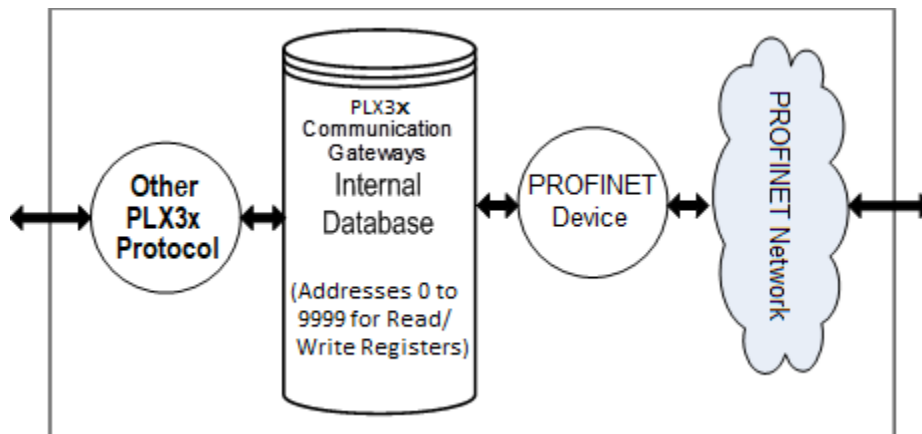 Other
PLX3x
Protocol
PLX3x
Communication
Gateways
Internal
Database
(Addresses 0 to
9999 for Read/
Write Registers)
PROFINET
Device
PROFINET Network